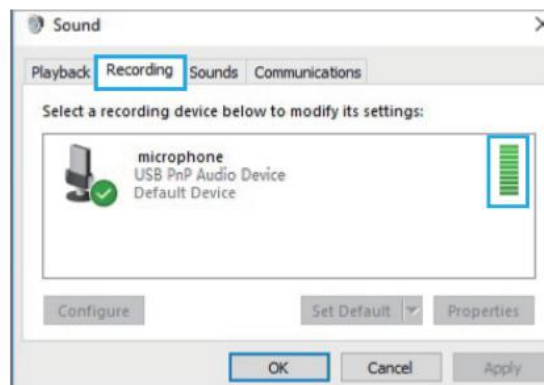 Sound
Playback Recording Sounds Communications
Select a recording device below to modify its settings:
microphone
USB PnP Audio Device
Default Device
Configure Set Default Properties
OK Cancel Apply